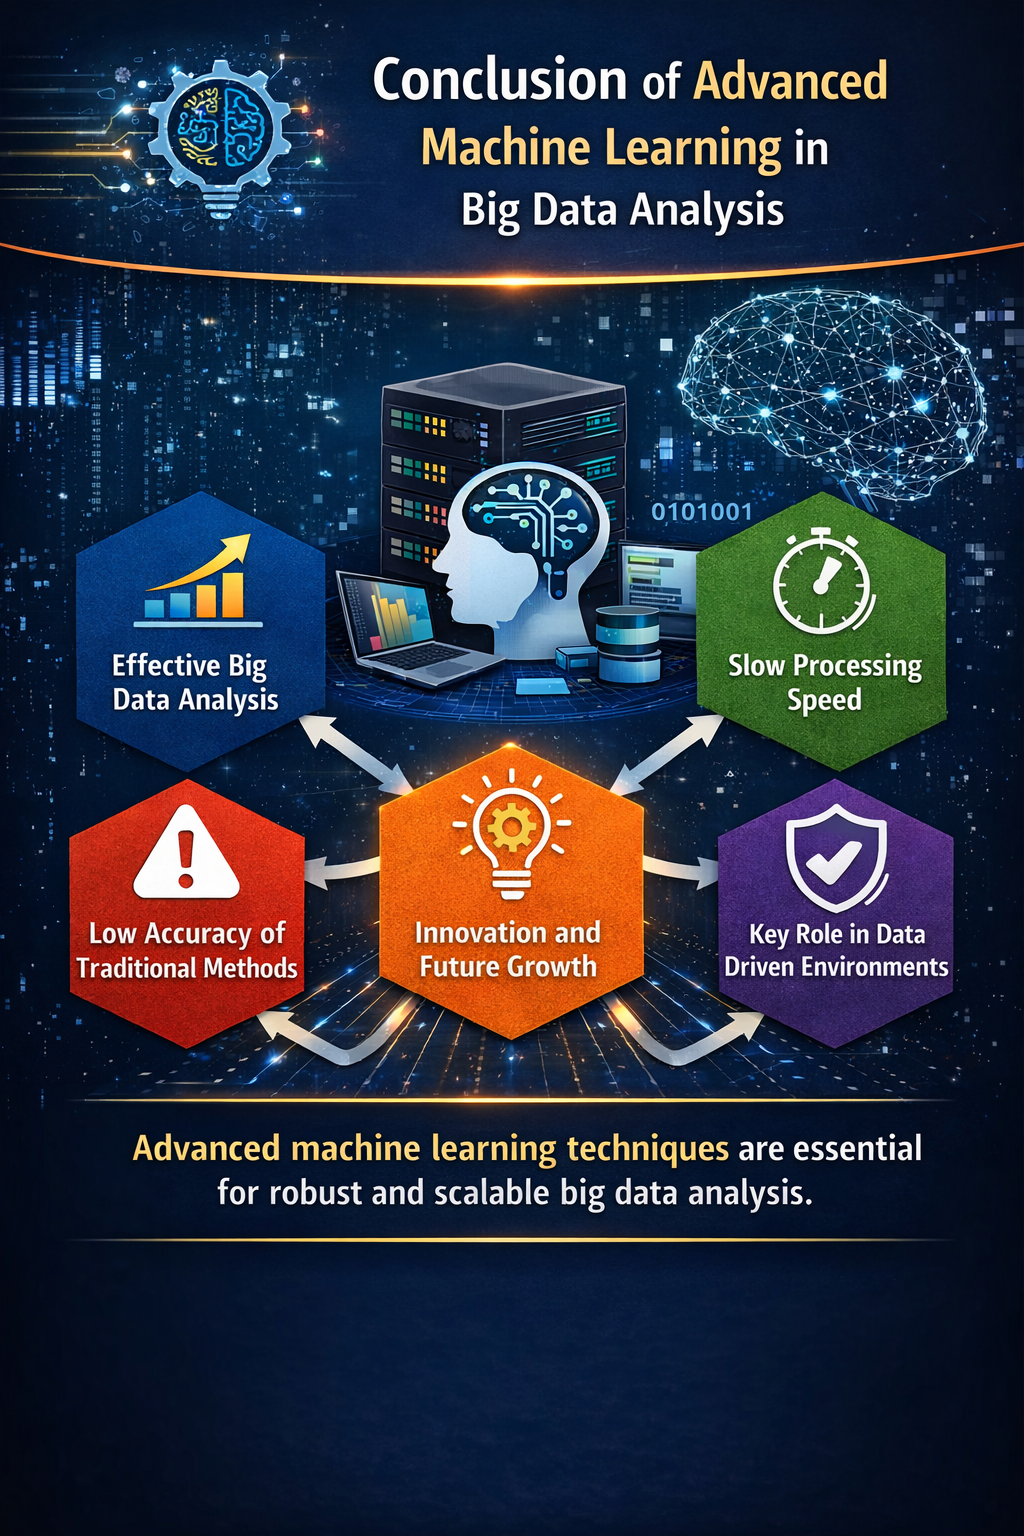 Conclusion of Advanced
Machine Learning in
Big Data Analysis
0101001
Effective Big
Data Analysis
Slow Processing
Speed
Low Accuracy of
Traditional Methods
Innovation and
Future Growth
Key Role in Data
Driven Environments
Advanced machine learning techniques are essential
for robust and scalable big data analysis.